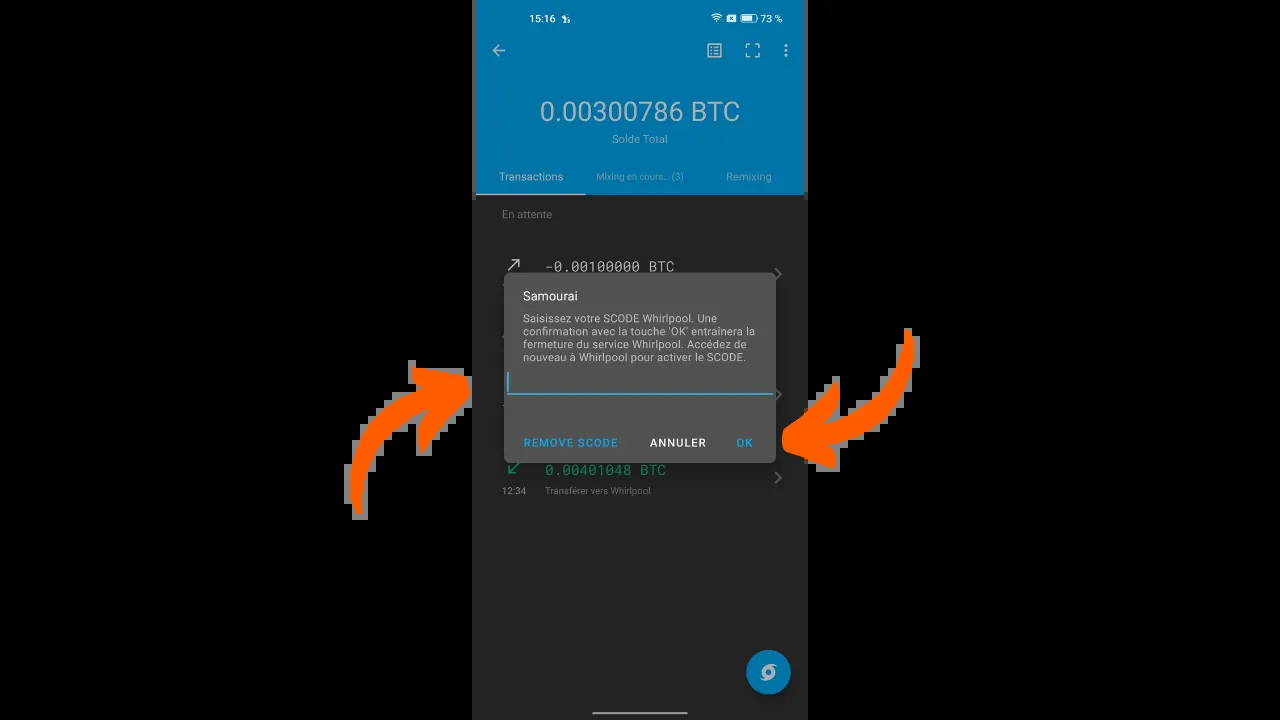 15:16
73 %
0.00300786 BTC
Solde Total
Transactions
Mixing en cours... (3)
Remixing
En attente
-0.00100000 BTC
Samourai
Saisissez votre SCODE Whirlpool. Une
confirmation avec la touche 'OK' entraînera la
fermeture du service Whirlpool. Accédez de
nouveau à Whirlpool pour activer le SCODE.
REMOVE SCODE
ANNULER
OK
0.00401048 BTC
12:34
Transférer vers Whirlpool